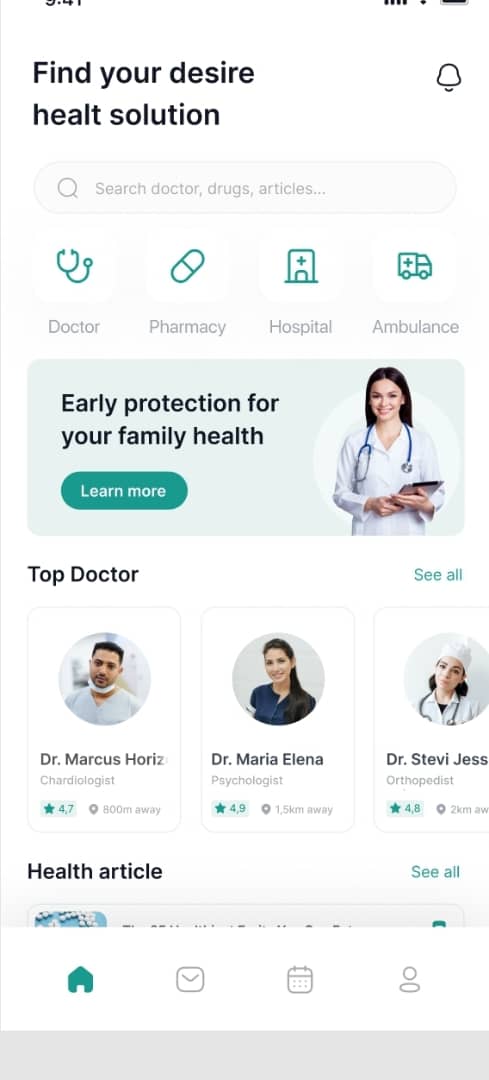 9:41
Find your desire
healt solution
Search doctor, drugs, articles...
Doctor Pharmacy Hospital Ambulance
Early protection for
your family health
Learn more
Top Doctor See all
Dr. Marcus Horiz Dr. Maria Elena Dr. Stevi Jess
Chardiologist Psychologist Orthopedist
4,7 800m away 4,9 1,5km away 4,8 2km aw
Health article See all